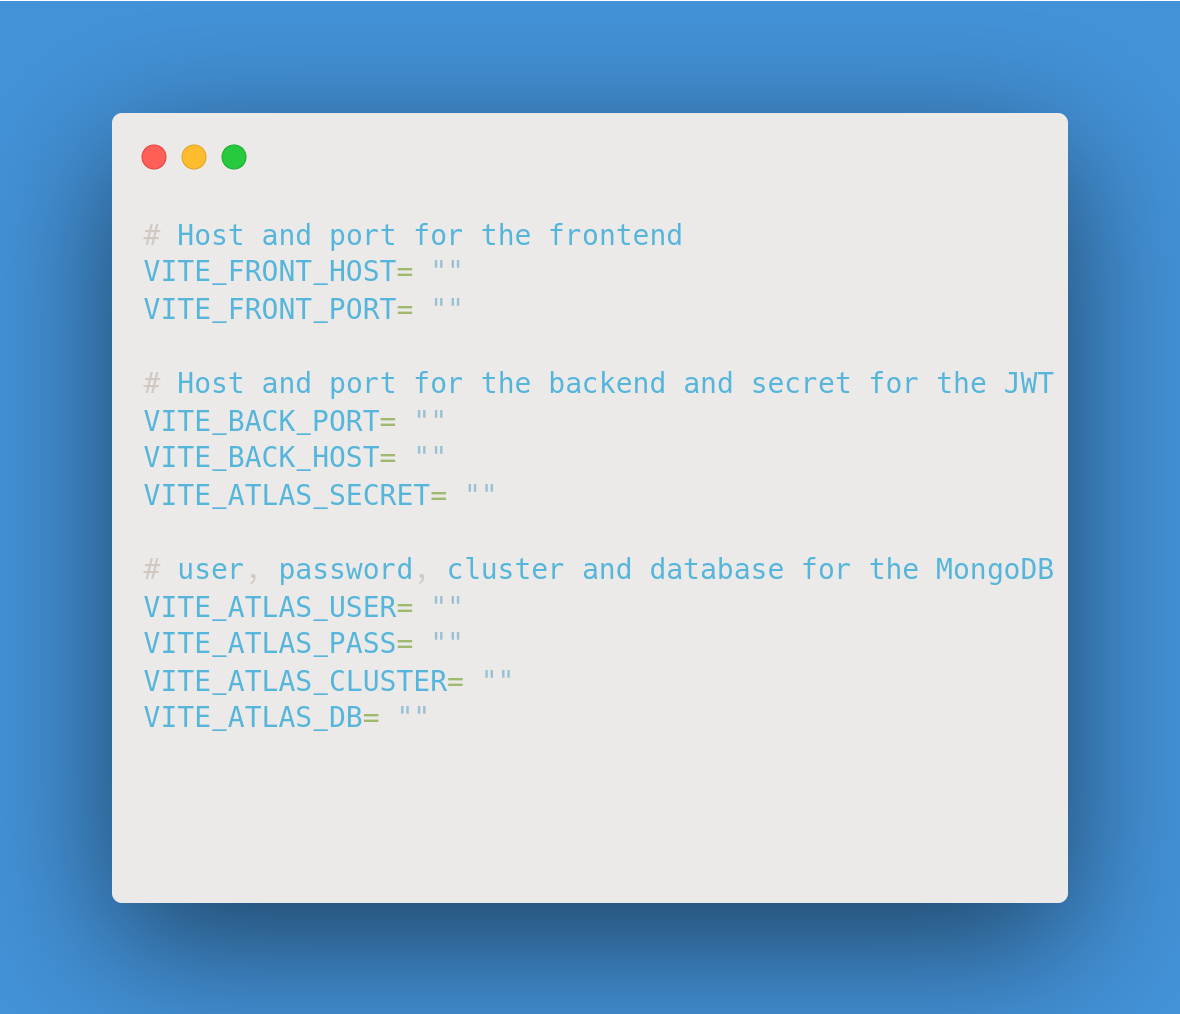 # Host and port for the frontend
VITE_FRONT_HOST= ""
VITE_FRONT_PORT= ""
# Host and port for the backend and secret for the JWT
VITE_BACK_PORT= ""
VITE_BACK_HOST= ""
VITE_ATLAS_SECRET= ""
# user, password, cluster and database for the MongoDB
VITE_ATLAS_USER= ""
VITE_ATLAS_PASS= ""
VITE_ATLAS_CLUSTER= ""
VITE_ATLAS_DB= ""